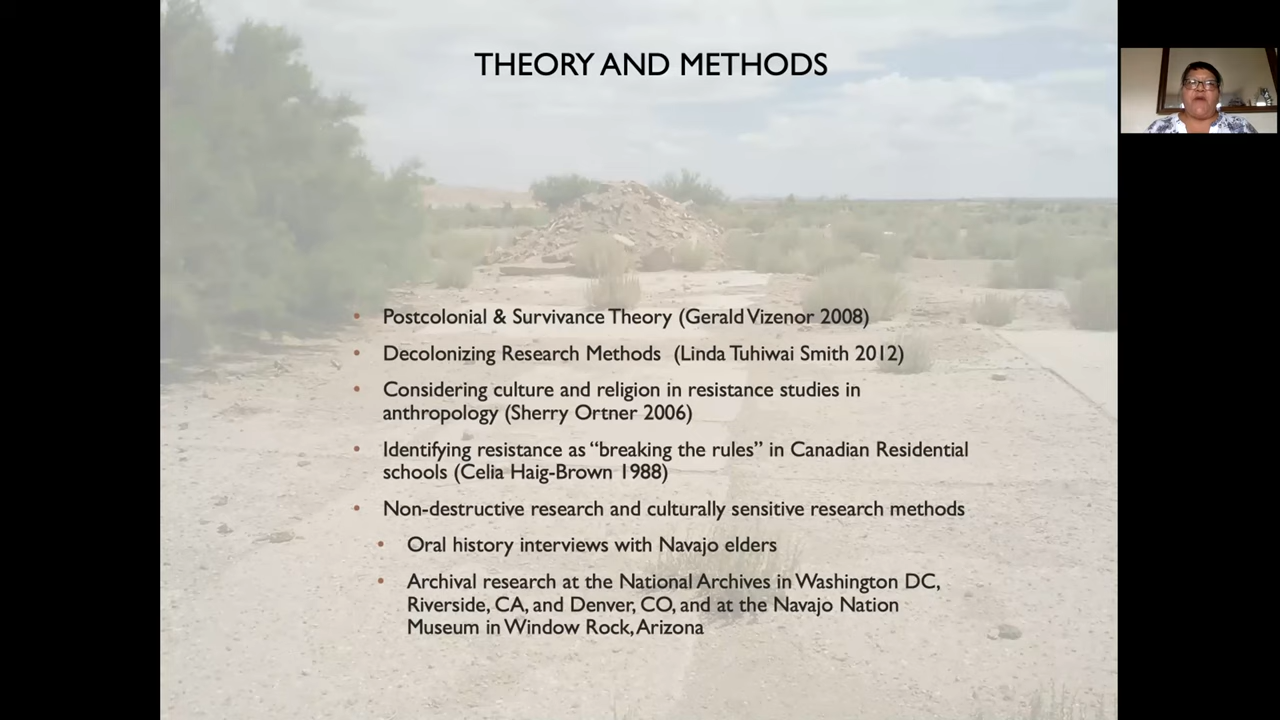 THEORY AND METHODS
• Postcolonial & Survivance Theory (Gerald Vizenor 2008)
• Decolonizing Research Methods (Linda Tuhiwai Smith 2012)
• Considering culture and religion in resistance studies in
anthropology (Sherry Ortner 2006)
• Identifying resistance as “breaking the rules” in Canadian Residential
schools (Celia Haig-Brown 1988)
• Non-destructive research and culturally sensitive research methods
• Oral history interviews with Navajo elders
• Archival research at the National Archives in Washington DC,
Riverside, CA, and Denver, CO, and at the Navajo Nation
Museum in Window Rock, Arizona